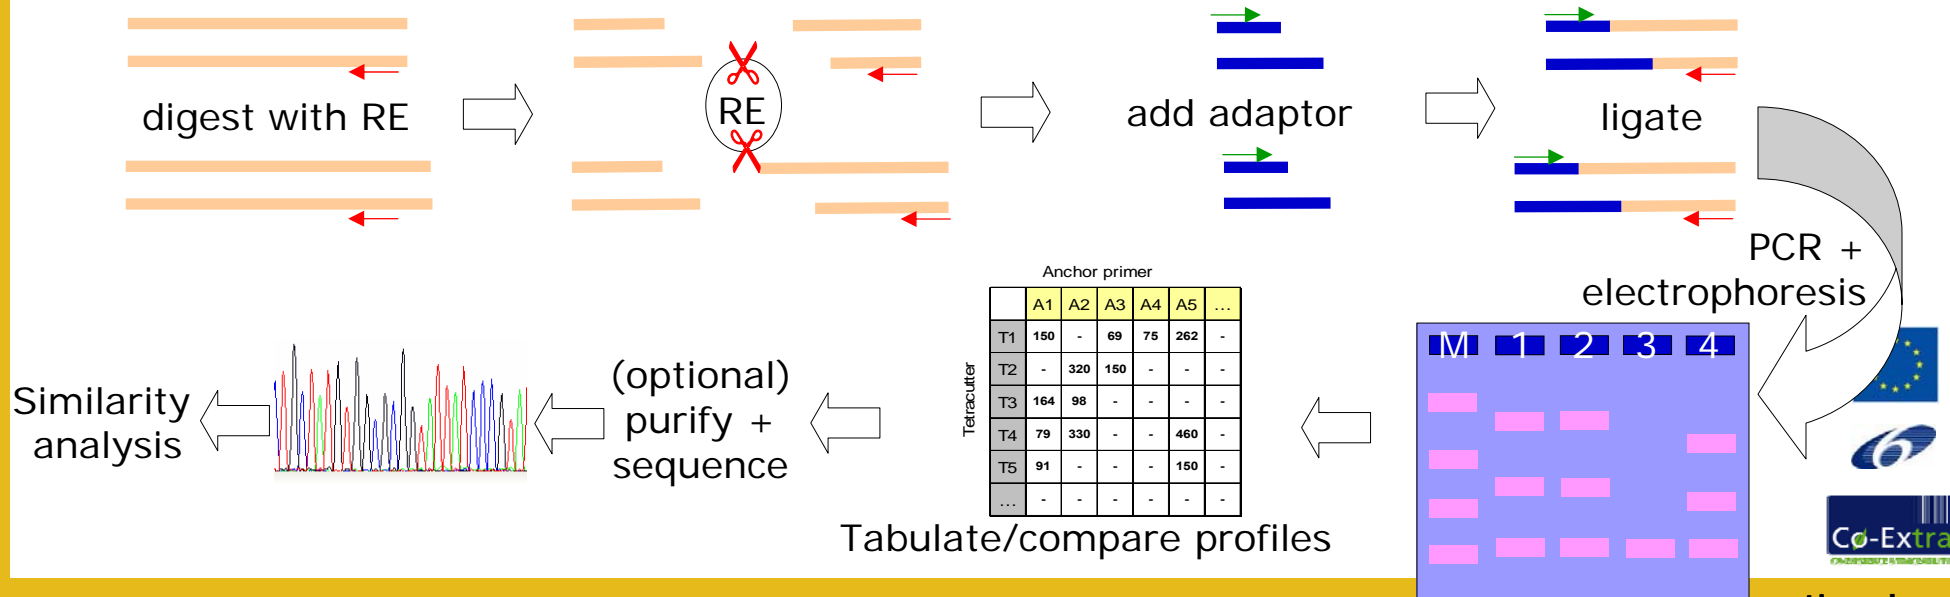 digest with RE
RE
add adaptor
ligate
PCR +
electrophoresis
M 1 2 3 4
Anchor primer
A1 A2 A3 A4 A5 ...
Tetracutter
T1 150 - 69 75 262 -
T2 - 320 150 - - -
T3 164 98 - - - -
T4 79 330 - - 460 -
T5 91 - - - 150 -
... - - - - - -
Tabulate/compare profiles
(optional)
purify +
sequence
Similarity
analysis
6
Cø-Extra